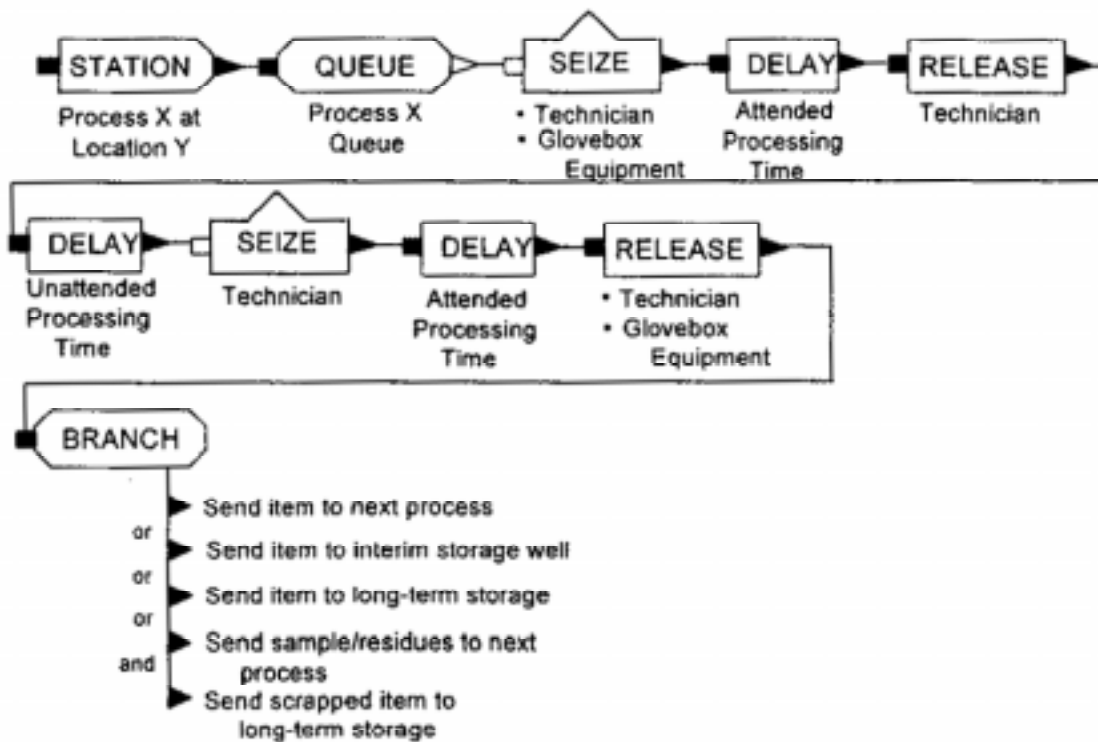 STATION QUEUE SEIZE DELAY RELEASE
Process X at
Location Y
Process X
Queue
• Technician
• Glovebox
Equipment
Attended
Processing
Time
Technician
DELAY SEIZE DELAY RELEASE
Unattended
Processing
Time
Technician
Attended
Processing
Time
• Technician
• Glovebox
Equipment
BRANCH
Send item to next process
or
Send item to interim storage well
or
Send item to long-term storage
or
Send sample/residues to next
process
and
Send scrapped item to
long-term storage